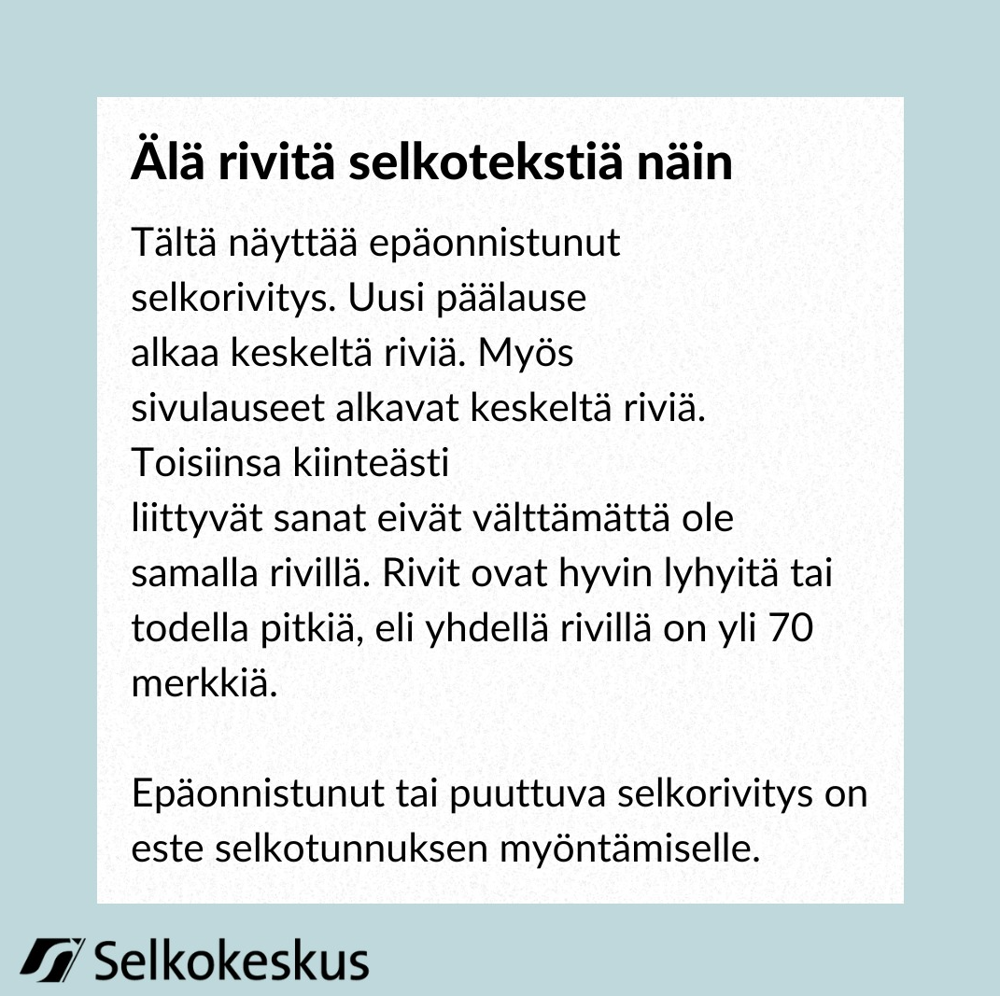 Älä rivitä selkotekstiä näin
Tältä näyttää epäonnistunut
selkorivitys. Uusi päälause
alkaa keskeltä riviä. Myös
sivulauseet alkavat keskeltä riviä.
Toisiinsa kiinteästi
liittyvät sanat eivät välttämättä ole
samalla rivillä. Rivit ovat hyvin lyhyitä tai
todella pitkiä, eli yhdellä rivillä on yli 70
merkkiä.
Epäonnistunut tai puuttuva selkorivitys on
este selkotunnuksen myöntämiselle.
Selkokeskus